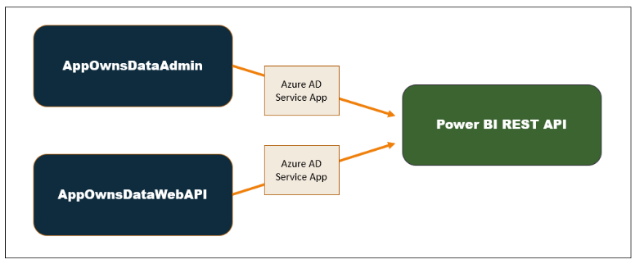 AppOwnsDataAdmin
Azure AD
Service App
Power BI REST API
Azure AD
Service App
AppOwnsDataWebAPI